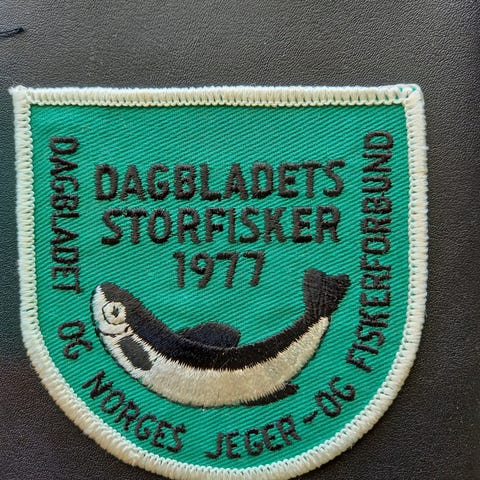 DAGBLADETS
STORFISKER
1977
DAGBLADET OG NORGES JEGER-OG FISKERFORBUND